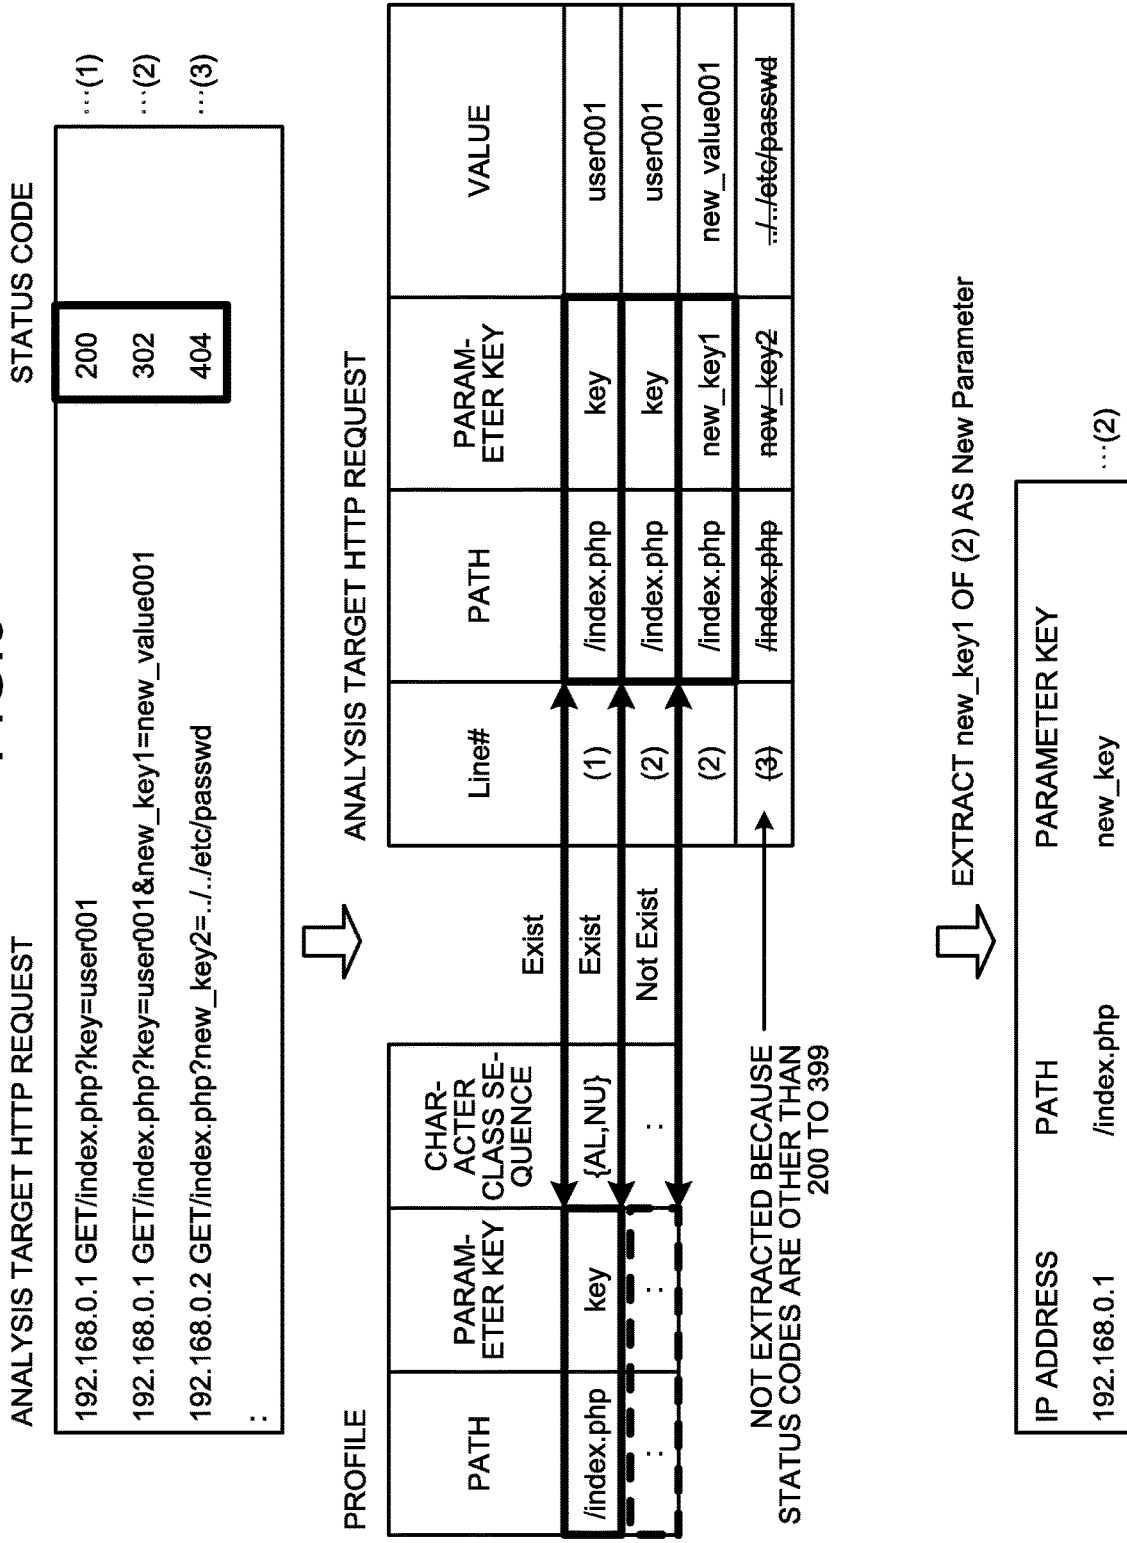 ANALYSIS TARGET HTTP REQUEST
STATUS CODE
192.168.0.1 GET/index.php?key=user001 200 ...(1)
192.168.0.1 GET/index.php?key=user001&new_key1=new_value001 302 ...(2)
192.168.0.2 GET/index.php?new_key2=../../etc/passwd 404 ...(3)
:
PROFILE
PATH
PARAM-
ETER KEY
CHAR-
ACTER
CLASS SE-
QUENCE
/index.php key {AL,NU}
: : :
Exist
Exist
Not Exist
ANALYSIS TARGET HTTP REQUEST
Line#
PATH
PARAM-
ETER KEY
VALUE
(1) /index.php key user001
(2) /index.php key user001
(2) /index.php new_key1 new_value001
(3) /index.php new_key2 ../../etc/passwd
NOT EXTRACTED BECAUSE
STATUS CODES ARE OTHER THAN
200 TO 399
EXTRACT new_key1 OF (2) AS New Parameter
IP ADDRESS PATH PARAMETER KEY
192.168.0.1 /index.php new_key ...(2)